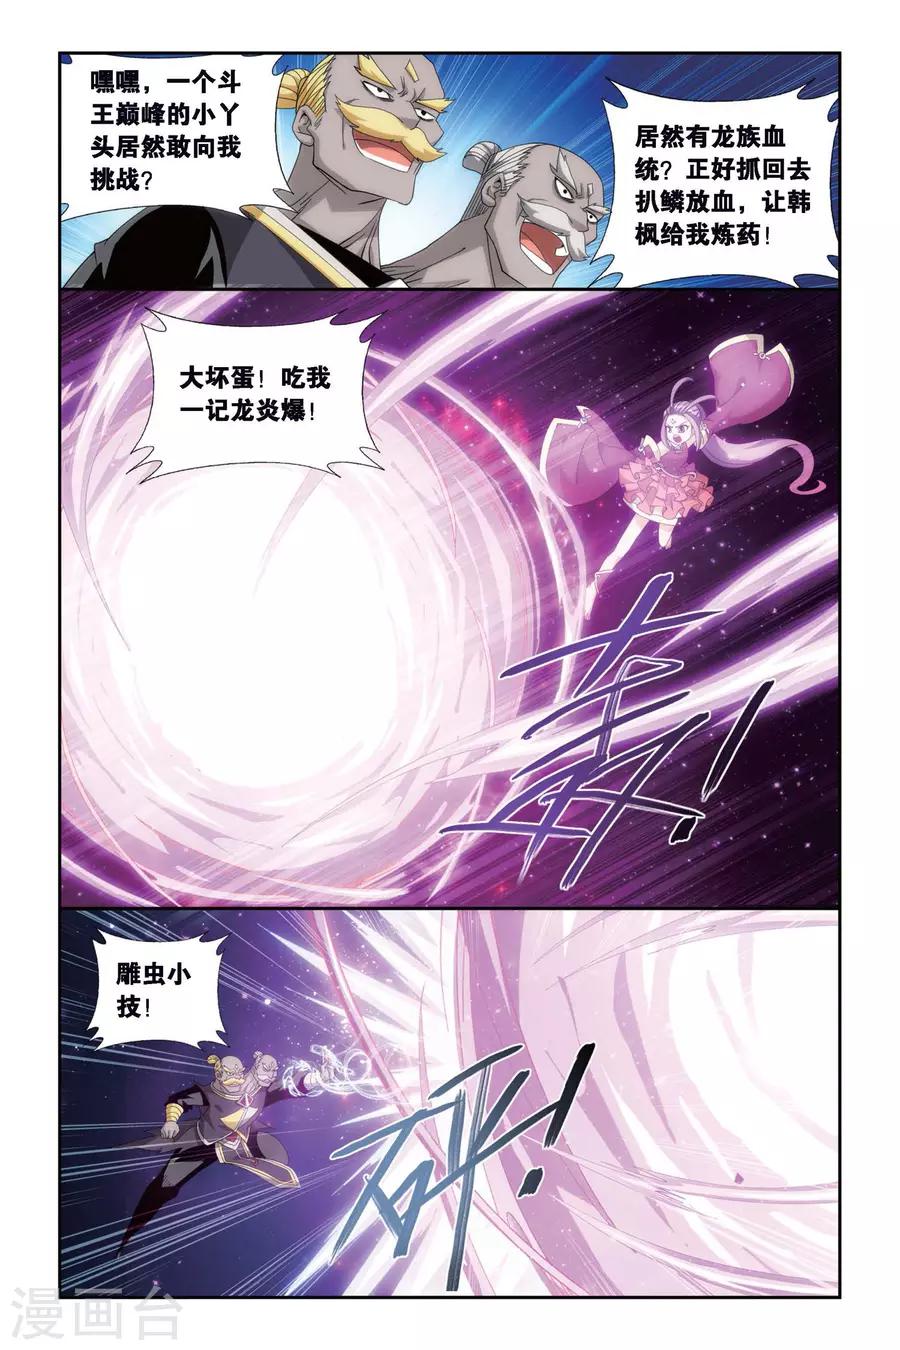 嘿嘿，一个斗
王巅峰的小丫
头居然敢向我
挑战？
居然有龙族血
统？正好抓回去
扒鳞放血，让韩
枫给我炼药！
大坏蛋！吃我
一记龙炎爆！
轰！
雕虫小
技！
砰！
漫画台